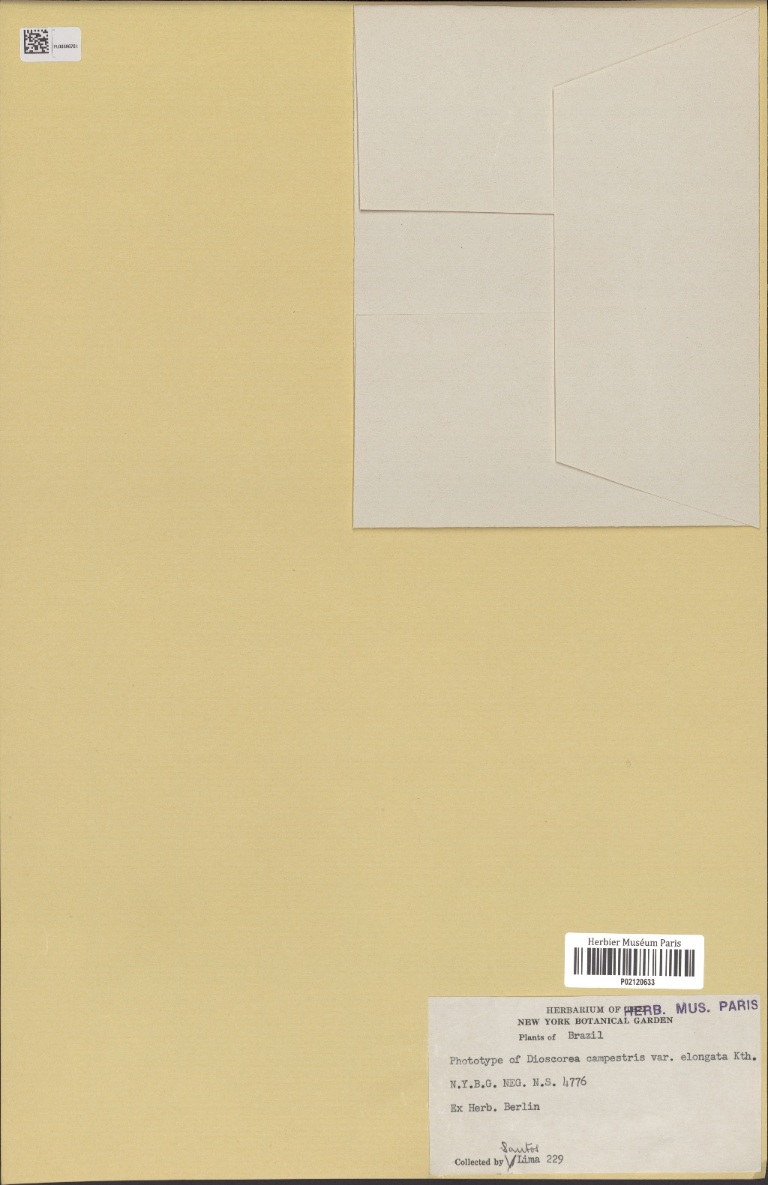 Herbier Muséum Paris
P02120633
HERBARIUM OF THE
HERB. MUS. PARIS
NEW YORK BOTANICAL GARDEN
Plants of Brazil
Phototype of Dioscorea campestris var. elongata Kth.
N.Y.B.G. NEG. N.S. 4776
Ex Herb. Berlin
Santos
Collected by Lima 229